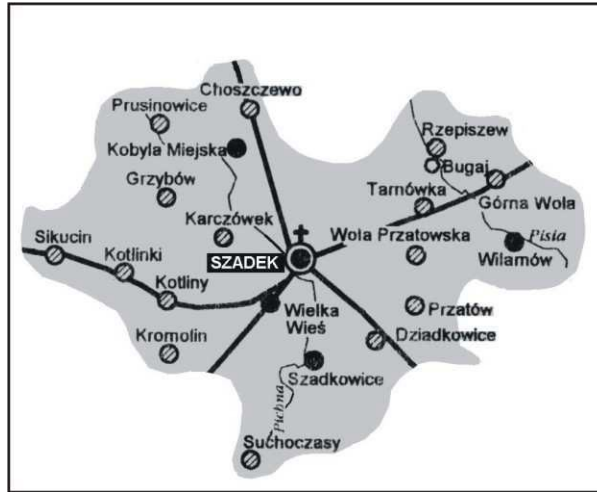 Choszczewo
Prusinowice
Rzepiszew
Kobyla Miejska
Bugaj
Grzybów
Tarnówka
Górna Wola
Karczówek
Sikucin
Wola Przatowska
Pisia
Kotlinki
SZADEK
Wilamów
Kotliny
Wielka
Wieś
Przatów
Kromolin
Dziadkowice
Szadkowice
Pichna
Suchoczasy